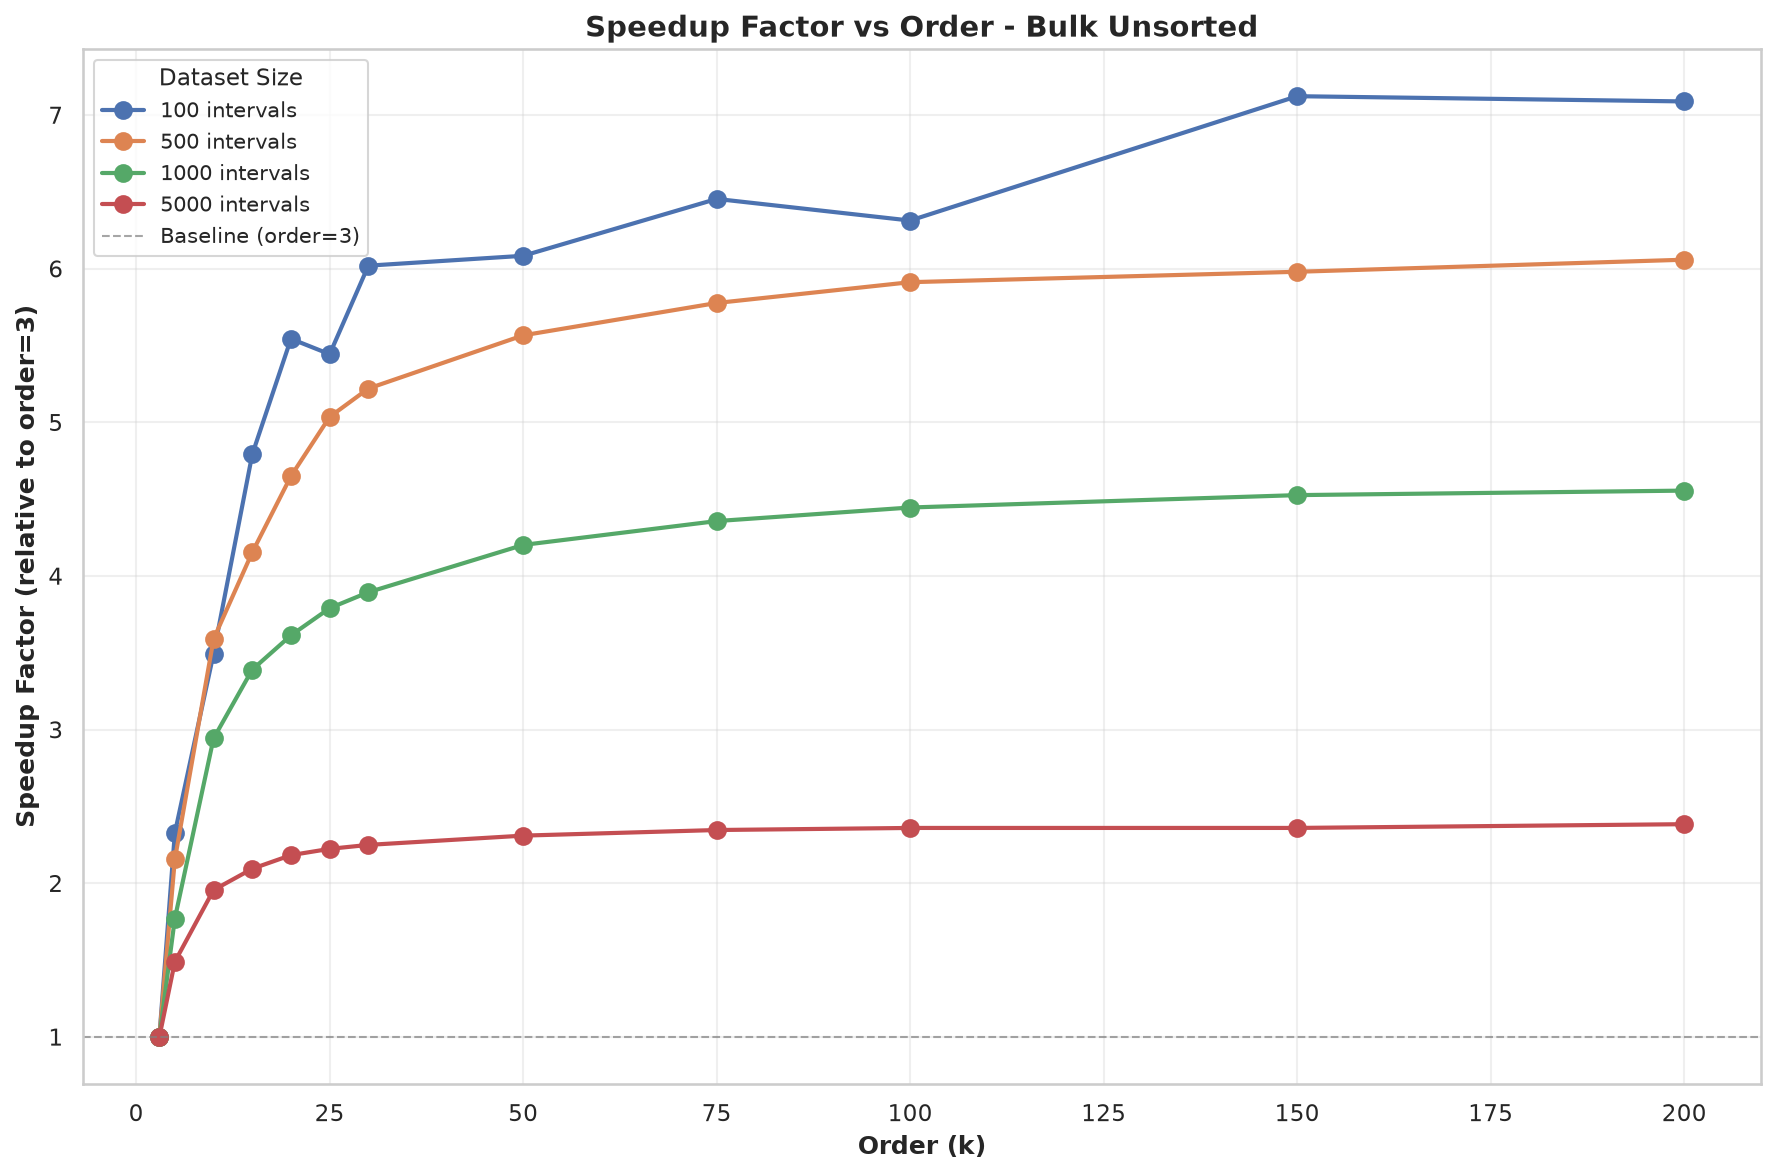 Speedup Factor vs Order - Bulk Unsorted
Dataset Size
100 intervals
500 intervals
1000 intervals
5000 intervals
Baseline (order=3)
Speedup Factor (relative to order=3)
7
6
5
4
3
2
1
0 25 50 75 100 125 150 175 200
Order (k)